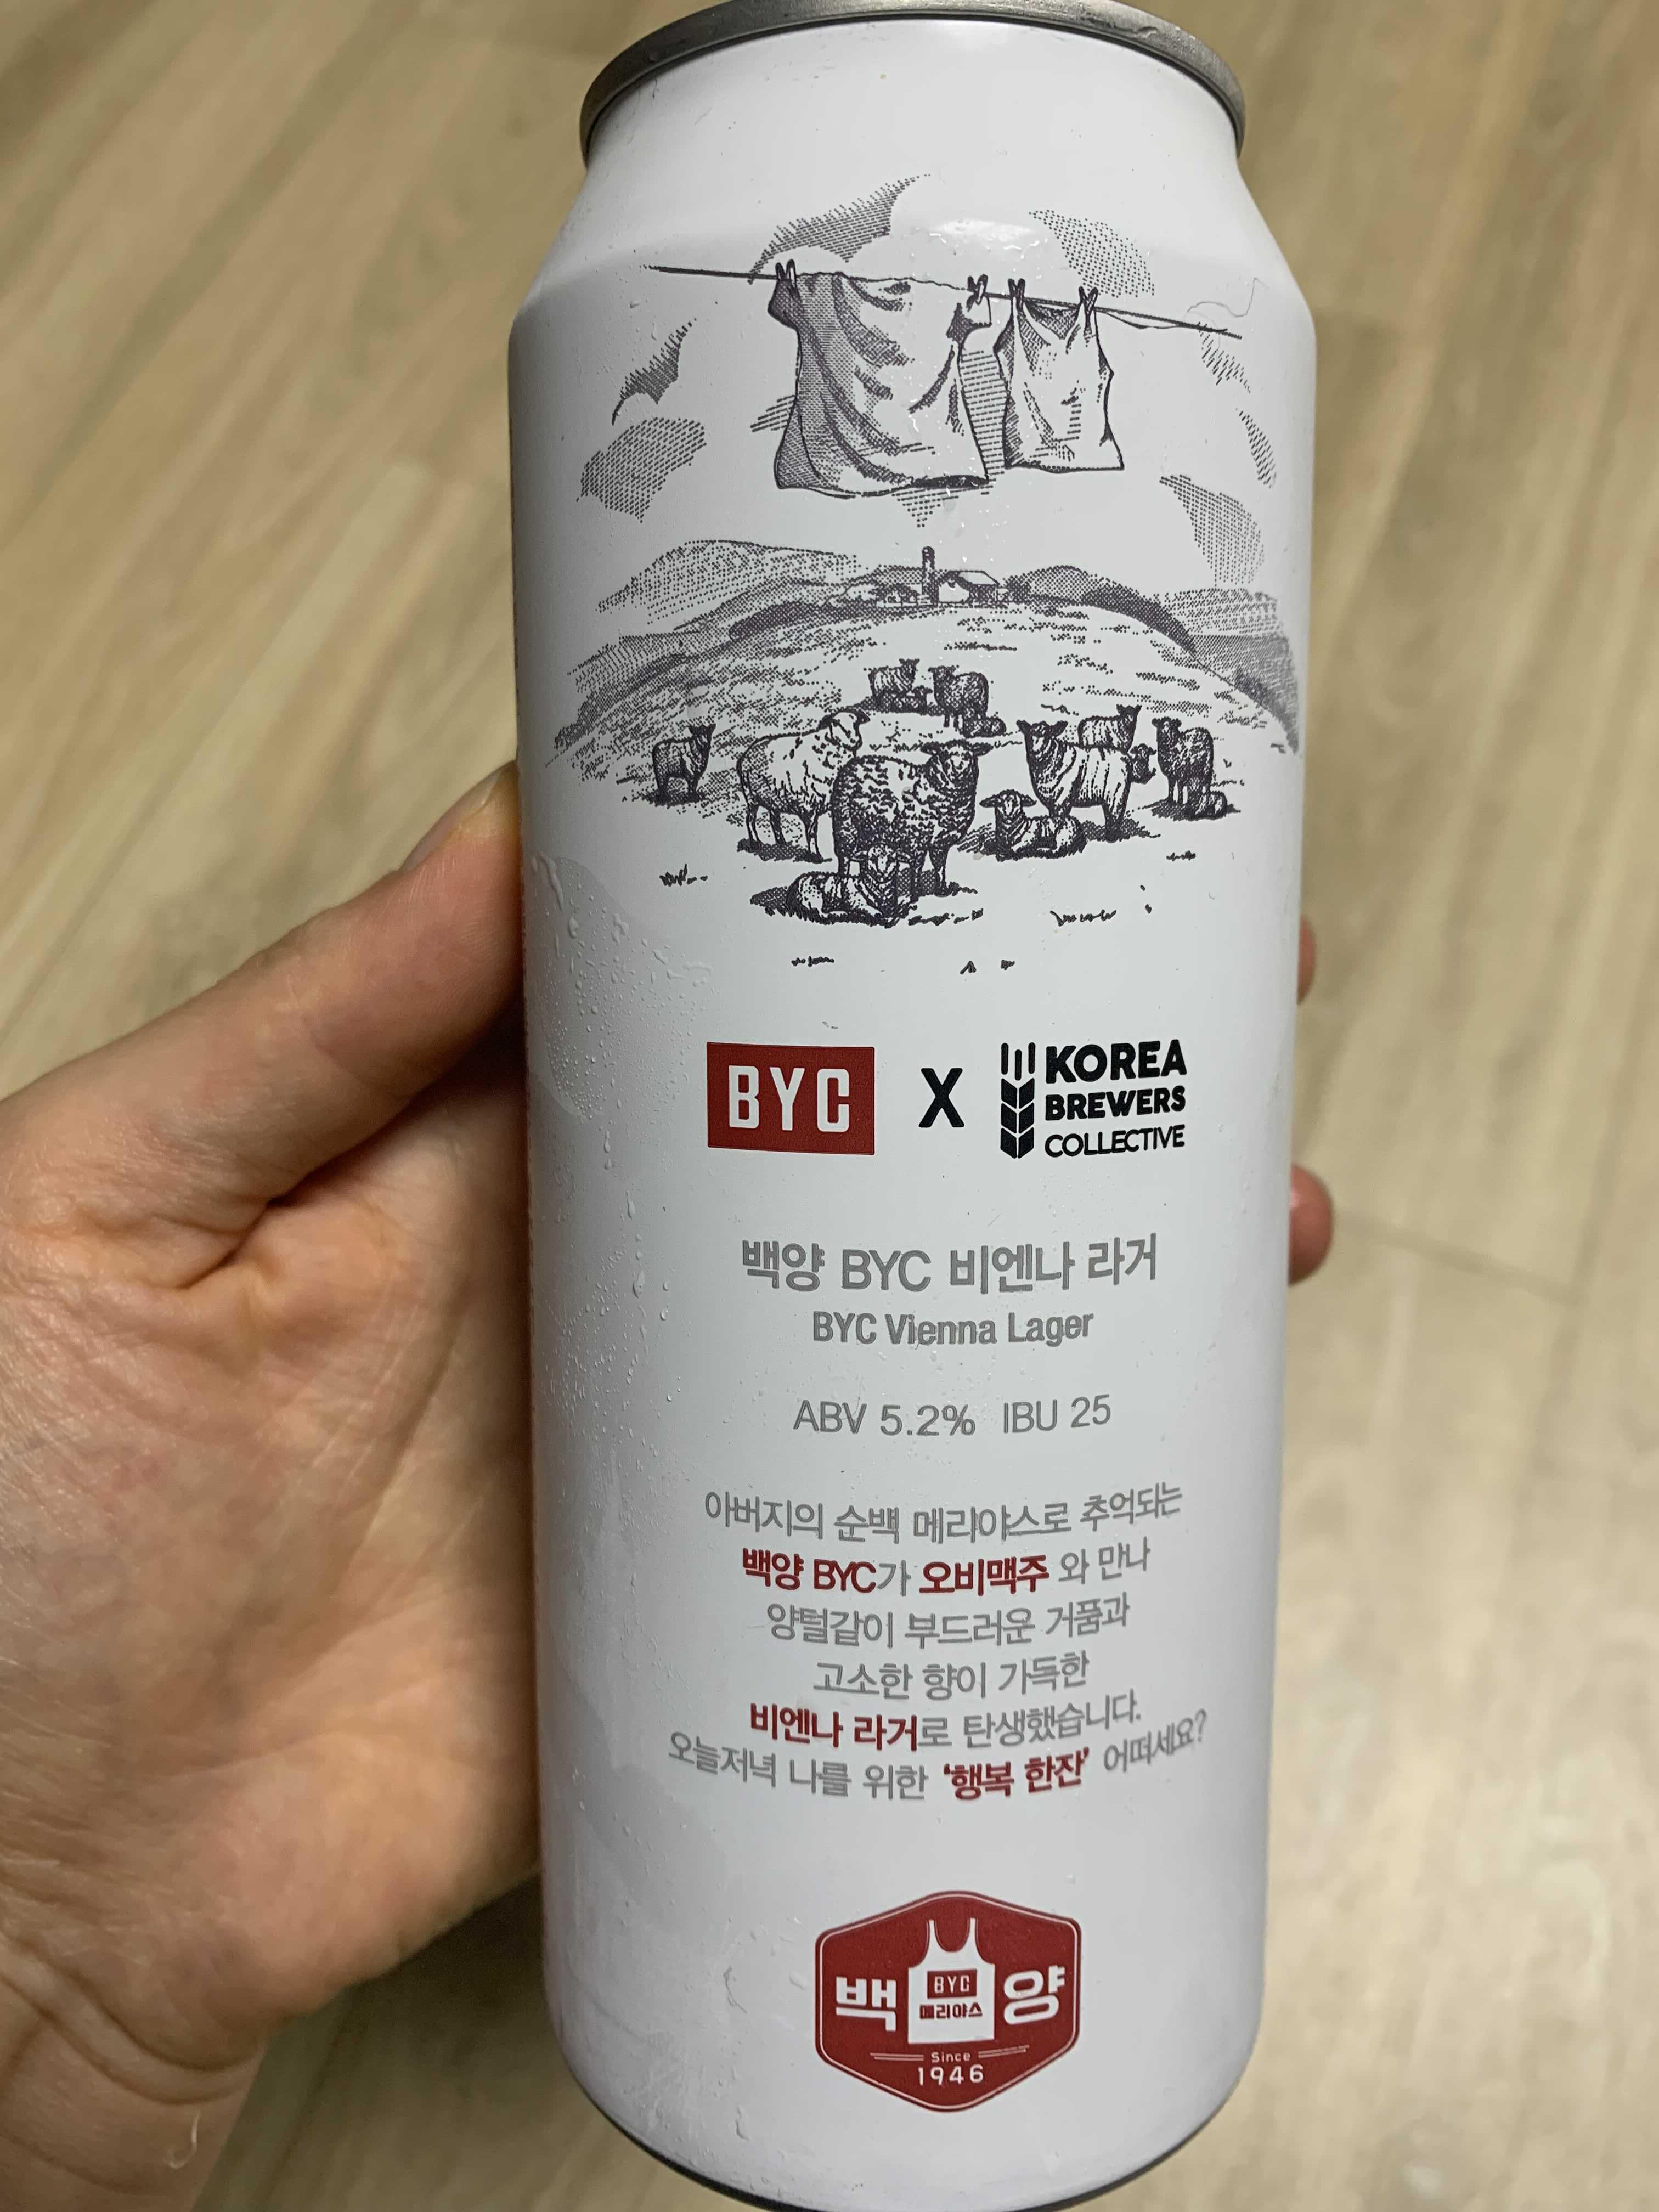 BYC X KOREA
BREWERS
COLLECTIVE
백양 BYC 비엔나 라거
BYC Vienna Lager
ABV 5.2% IBU 25
아버지의 순백 메리야스로 추억되는
백양 BYC가 오비맥주 와 만나
양털같이 부드러운 거품과
고소한 향이 가득한
비엔나 라거로 탄생했습니다.
오늘저녁 나를 위한 ‘행복 한잔’ 어떠세요?
BYC
백 메리야스 양
Since
1946